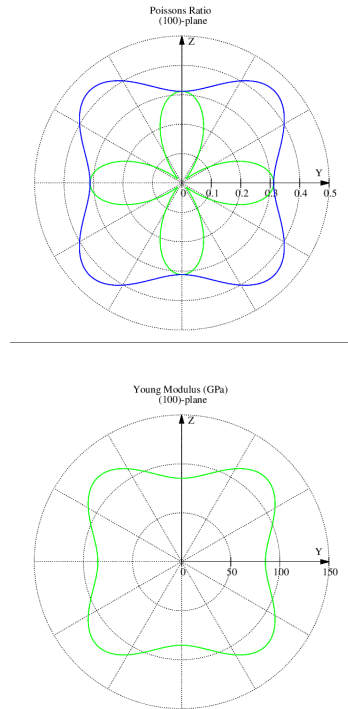 Poissons Ratio
(100)-plane
Z
Y
0 0.1 0.2 0.3 0.4 0.5
Young Modulus (GPa)
(100)-plane
Z
Y
0 50 100 150